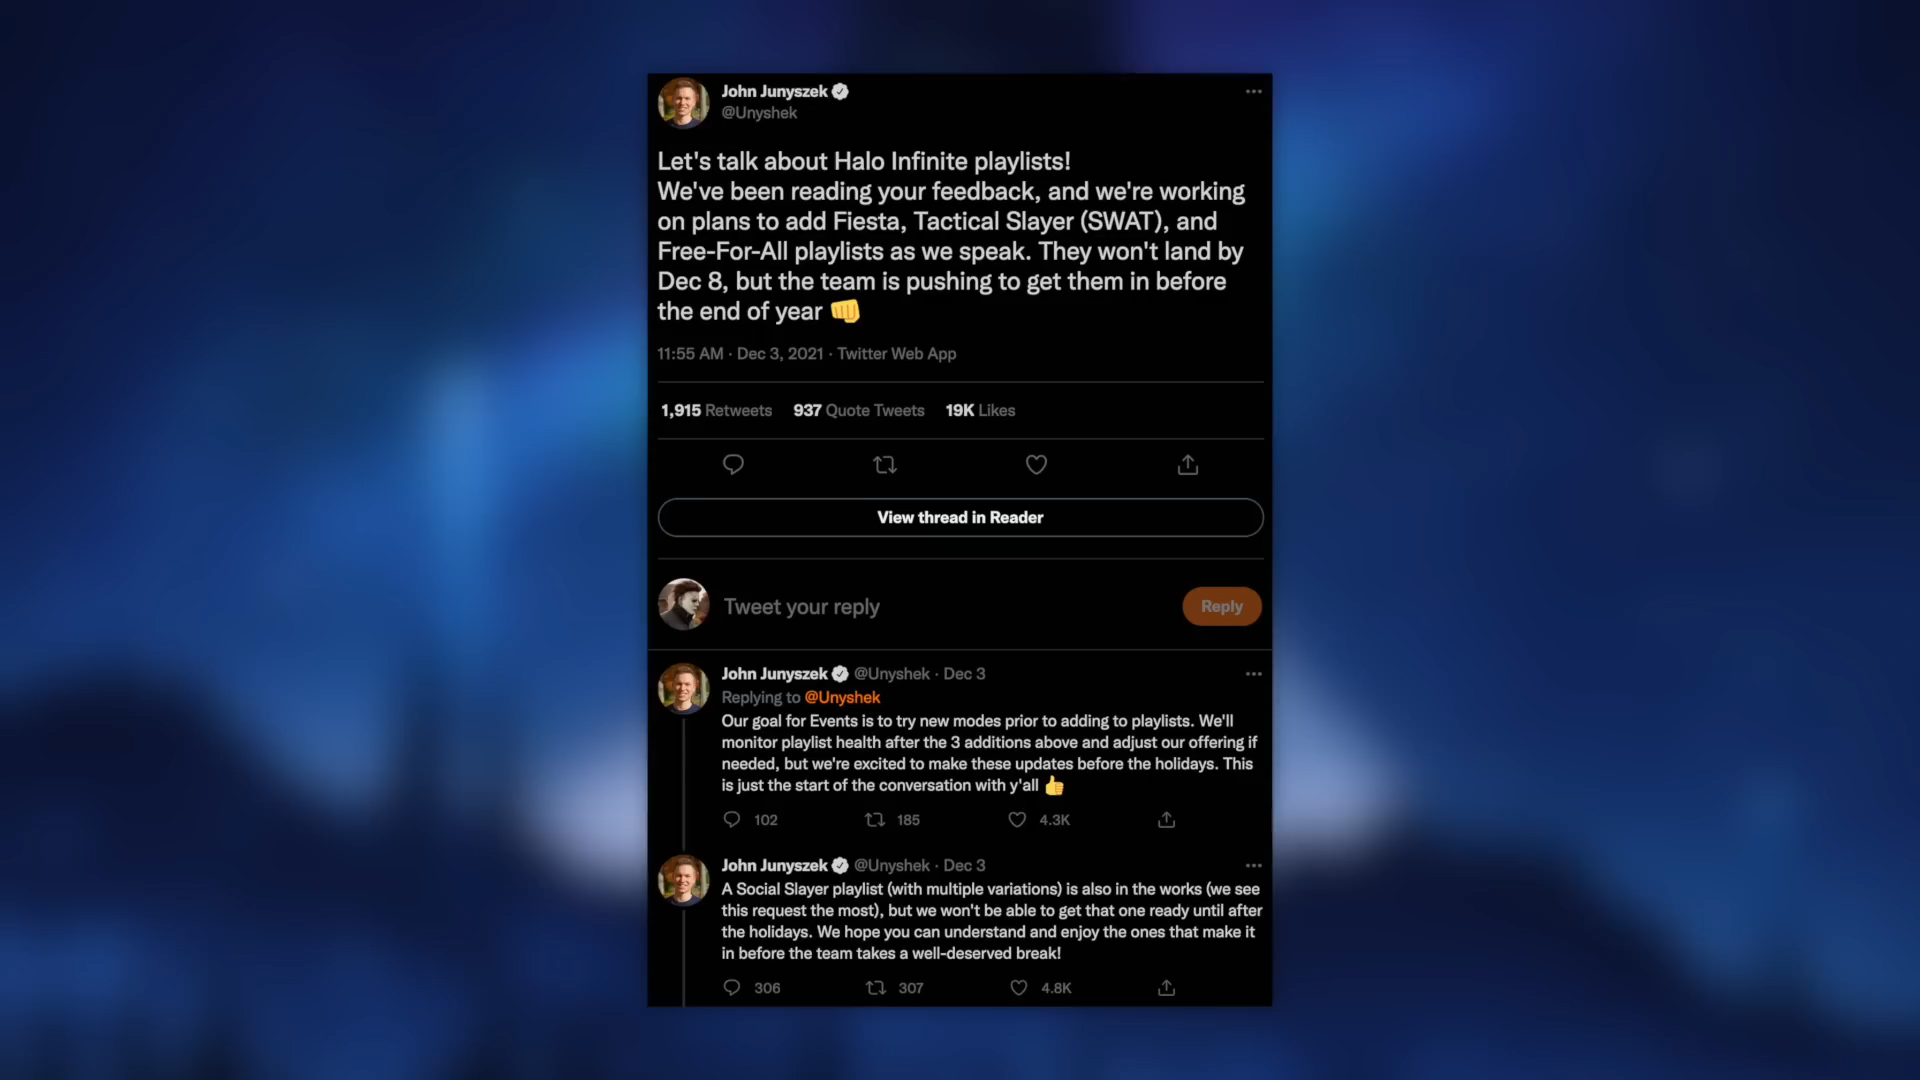 John Junyszek
@Unyshek
Let's talk about Halo Infinite playlists!
We've been reading your feedback, and we're working
on plans to add Fiesta, Tactical Slayer (SWAT), and
Free-For-All playlists as we speak. They won't land by
Dec 8, but the team is pushing to get them in before
the end of year 👊
11:55 AM · Dec 3, 2021 · Twitter Web App
1,915 Retweets 937 Quote Tweets 19K Likes
View thread in Reader
Tweet your reply
Reply
John Junyszek @Unyshek · Dec 3
Replying to @Unyshek
Our goal for Events is to try new modes prior to adding to playlists. We'll
monitor playlist health after the 3 additions above and adjust our offering if
needed, but we're excited to make these updates before the holidays. This
is just the start of the conversation with y'all 👍
102 185 4.3K
John Junyszek @Unyshek · Dec 3
A Social Slayer playlist (with multiple variations) is also in the works (we see
this request the most), but we won't be able to get that one ready until after
the holidays. We hope you can understand and enjoy the ones that make it
in before the team takes a well-deserved break!
306 307 4.8K